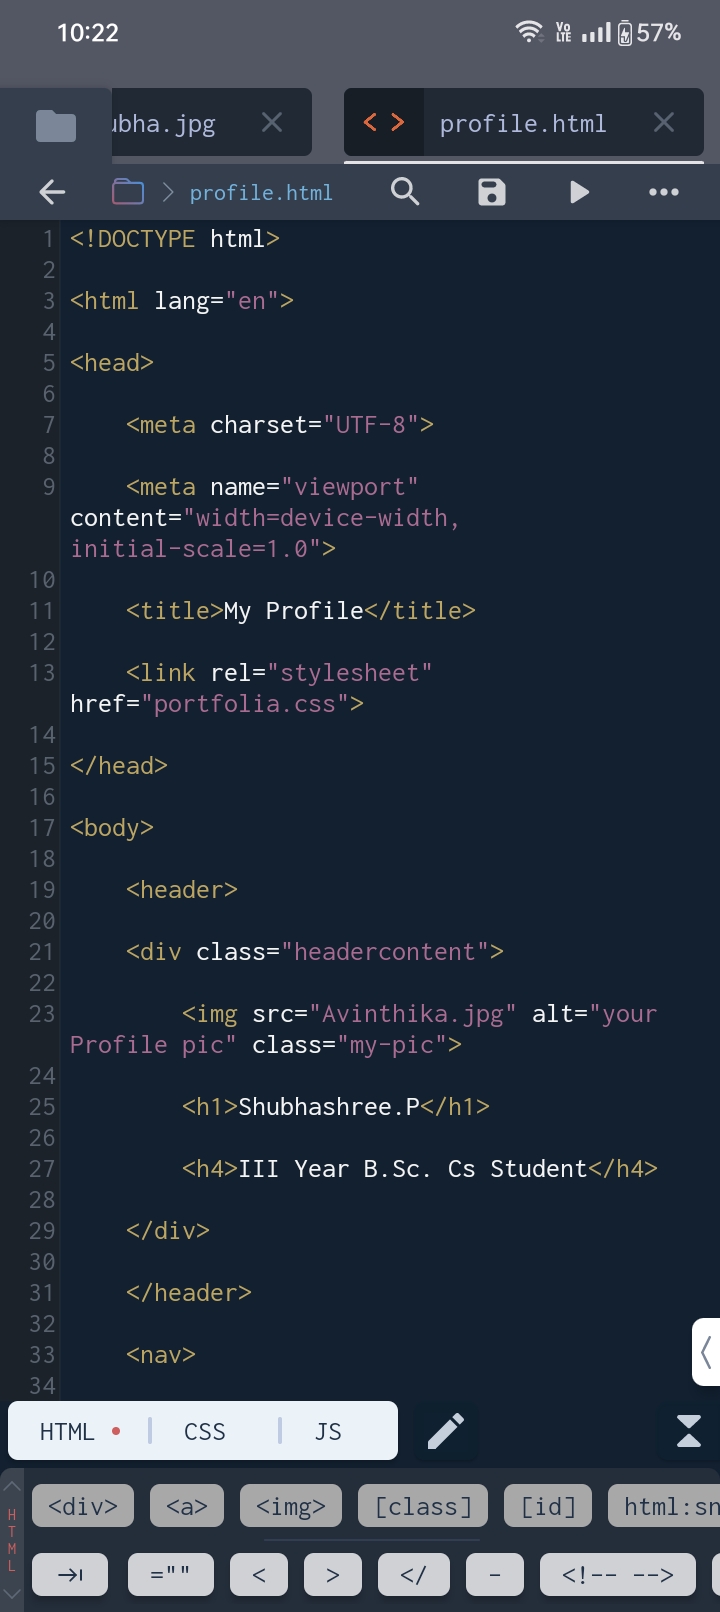 10:22
Vo LTE
57%
ubha.jpg
< > profile.html
> profile.html
1 <!DOCTYPE html>
2
3 <html lang="en">
4
5 <head>
6
7     <meta charset="UTF-8">
8
9     <meta name="viewport"
content="width=device-width,
initial-scale=1.0">
10
11     <title>My Profile</title>
12
13     <link rel="stylesheet"
href="portfolia.css">
14
15 </head>
16
17 <body>
18
19     <header>
20
21     <div class="headercontent">
22
23         <img src="Avinthika.jpg" alt="your
Profile pic" class="my-pic">
24
25         <h1>Shubhashree.P</h1>
26
27         <h4>III Year B.Sc. Cs Student</h4>
28
29     </div>
30
31     </header>
32
33     <nav>
34
HTML | CSS | JS
HTML
<div> <a> <img> [class] [id] html:sn
="" < > </ - <!-- -->